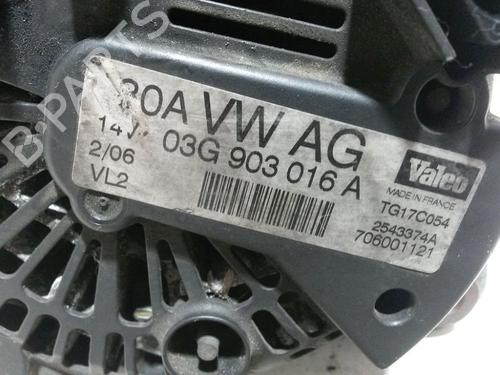 B-PARTS
VW AG
14V
03G 903 016 A
2/06
VL2
Valeo
MADE IN FRANCE
TG17C054
2543374A
706001121